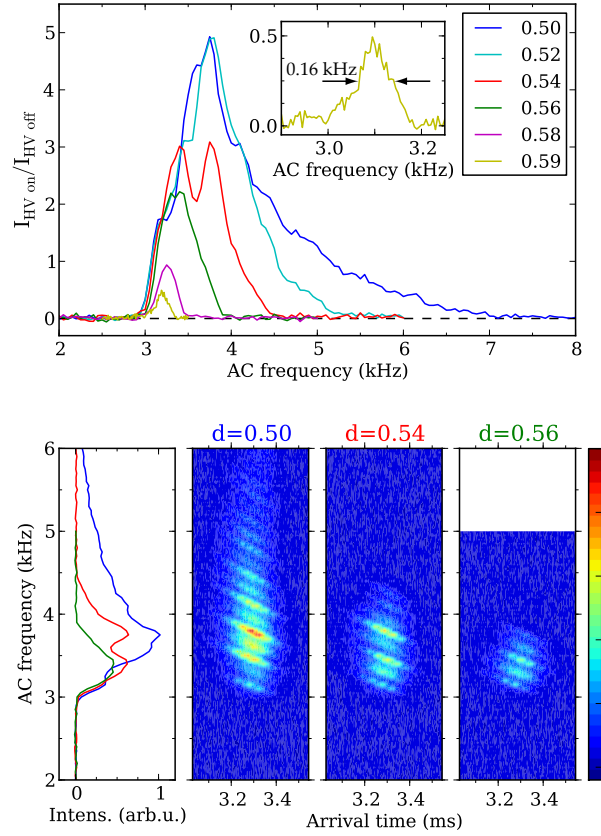 I_HV on/I_HV off
5
4
3
2
1
0
2 3 4 5 6 7 8
AC frequency (kHz)
0.5
0.0
0.16 kHz
3.0 3.2
AC frequency (kHz)
0.50
0.52
0.54
0.56
0.58
0.59
d=0.50 d=0.54 d=0.56
AC frequency (kHz)
6
5
4
3
2
0 1
Intens. (arb.u.)
3.2 3.4 3.2 3.4 3.2 3.4
Arrival time (ms)